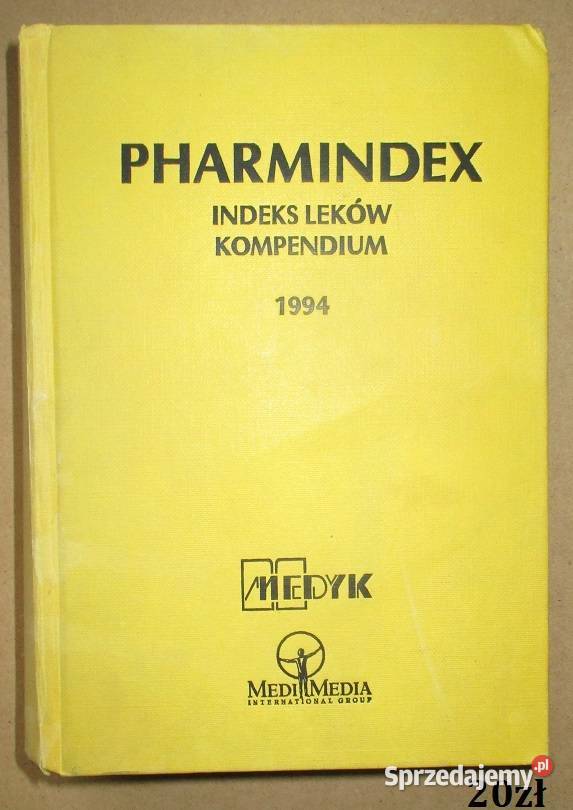 PHARMINDEX
INDEKS LEKÓW
KOMPENDIUM
1994
MEDYK
MEDIMEDIA
INTERNATIONAL GROUP
Sprzedajemy.pl
20zł